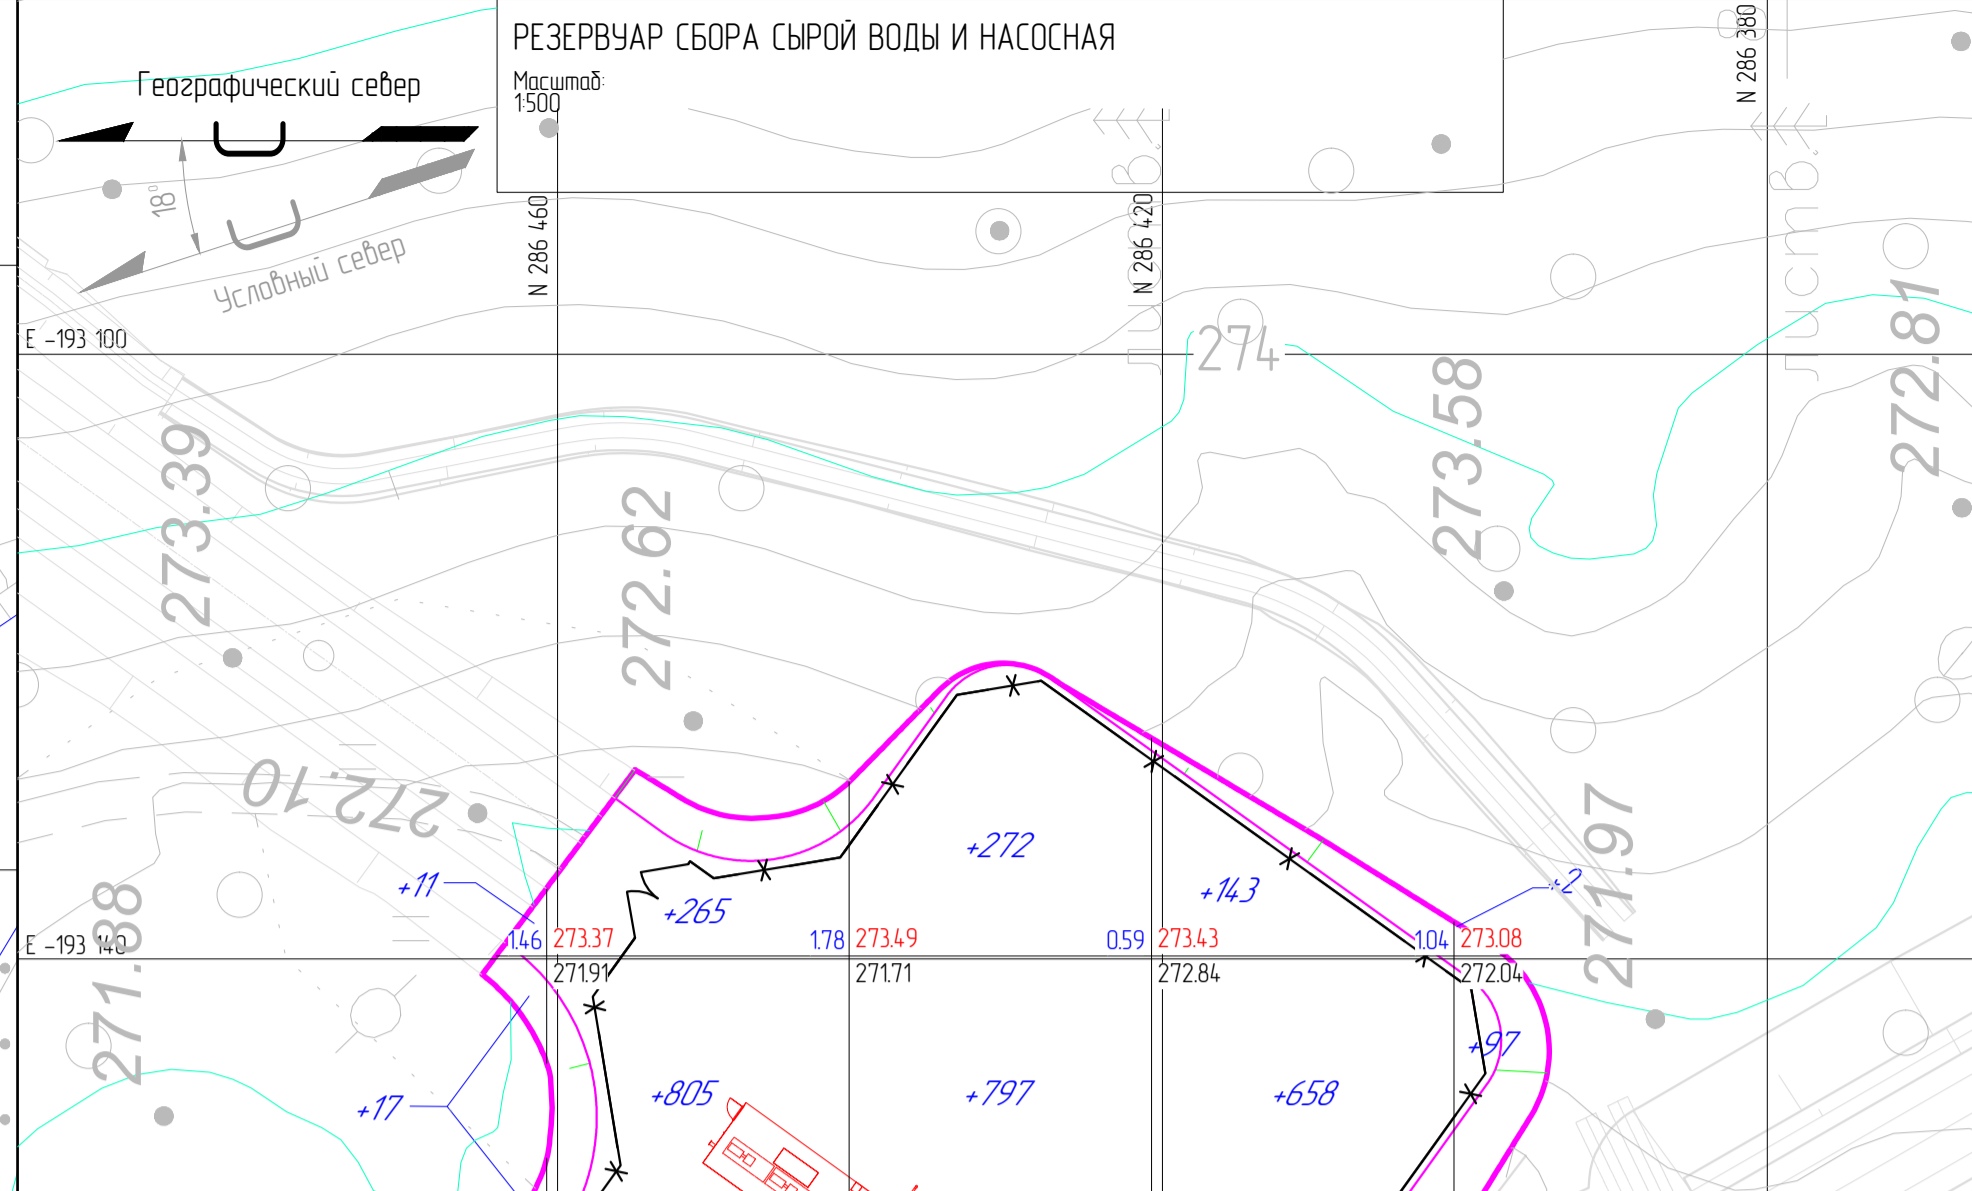 РЕЗЕРВУАР СБОРА СЫРОЙ ВОДЫ И НАСОСНАЯ
Масштаб:
1:500
Географический север
18°
Условный север
N 286 460
N 286 420
N 286 380
листв.
листв.
E -193 100
274
273.39
272.62
273.58
272.81
272.10
271.97
271.88
+272
+11
+265
+143
+2
E -193 140
1.46 273.37
271.91
1.78 273.49
271.71
0.59 273.43
272.84
1.04 273.08
272.04
+97
+17
+805
+797
+658